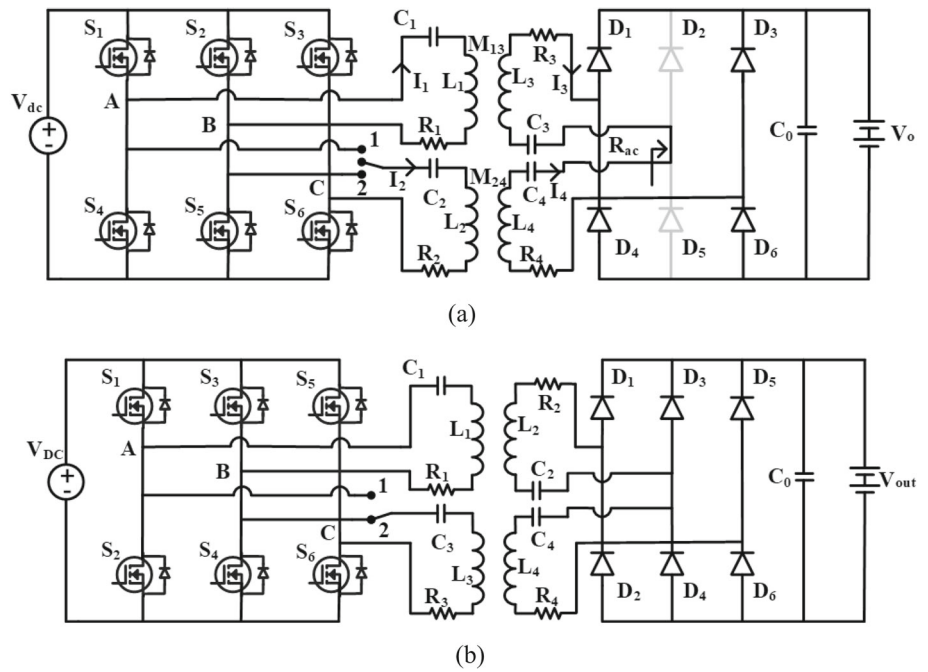 S1 S2 S3 C1 M13 R3 D1 D2 D3
I1 L1 L3 I3
Vdc A
B R1 C3 Rac C0 Vo
1
I2 M24 C4 I4
2
S4 S5 C S6 C2 L2 L4
R2 R4 D4 D5 D6
(a)
S1 S3 S5 C1 R2 D1 D3 D5
L1 L2
VDC A
B R1 C2 C0 Vout
1
2
S2 S4 C S6 C3 C4
L3 L4
R3 R4 D2 D4 D6
(b)